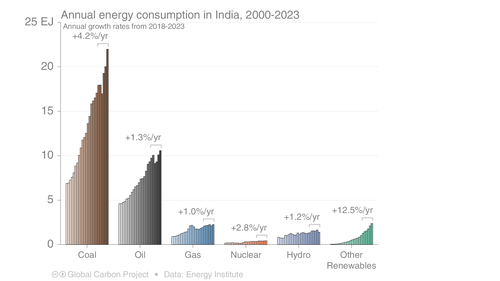 Annual energy consumption in India, 2000-2023
25 EJ
Annual growth rates from 2018-2023
+4.2%/yr
20
15
+1.3%/yr
10
5
+1.0%/yr
+2.8%/yr
+1.2%/yr
+12.5%/yr
0
Coal
Oil
Gas
Nuclear
Hydro
Other
Renewables
Global Carbon Project • Data: Energy Institute